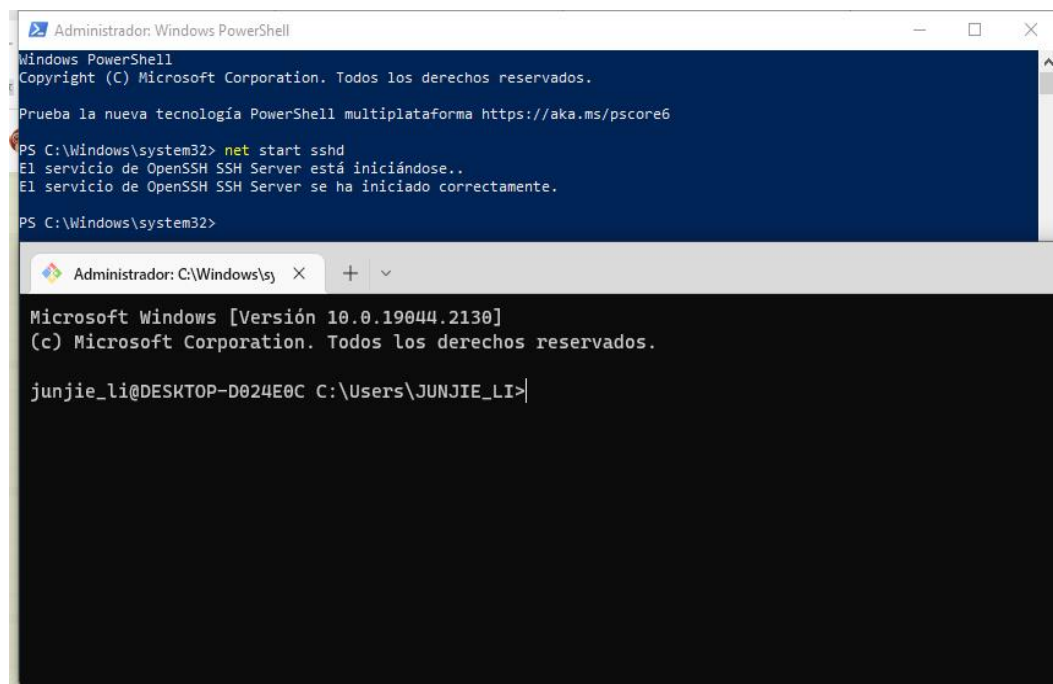 Administrador: Windows PowerShell
Windows PowerShell
Copyright (C) Microsoft Corporation. Todos los derechos reservados.
Prueba la nueva tecnología PowerShell multiplataforma https://aka.ms/pscore6
PS C:\Windows\system32> net start sshd
El servicio de OpenSSH SSH Server está iniciándose..
El servicio de OpenSSH SSH Server se ha iniciado correctamente.
PS C:\Windows\system32>
Administrador: C:\Windows\sy
Microsoft Windows [Versión 10.0.19044.2130]
(c) Microsoft Corporation. Todos los derechos reservados.
junjie_li@DESKTOP-D024E0C C:\Users\JUNJIE_LI>